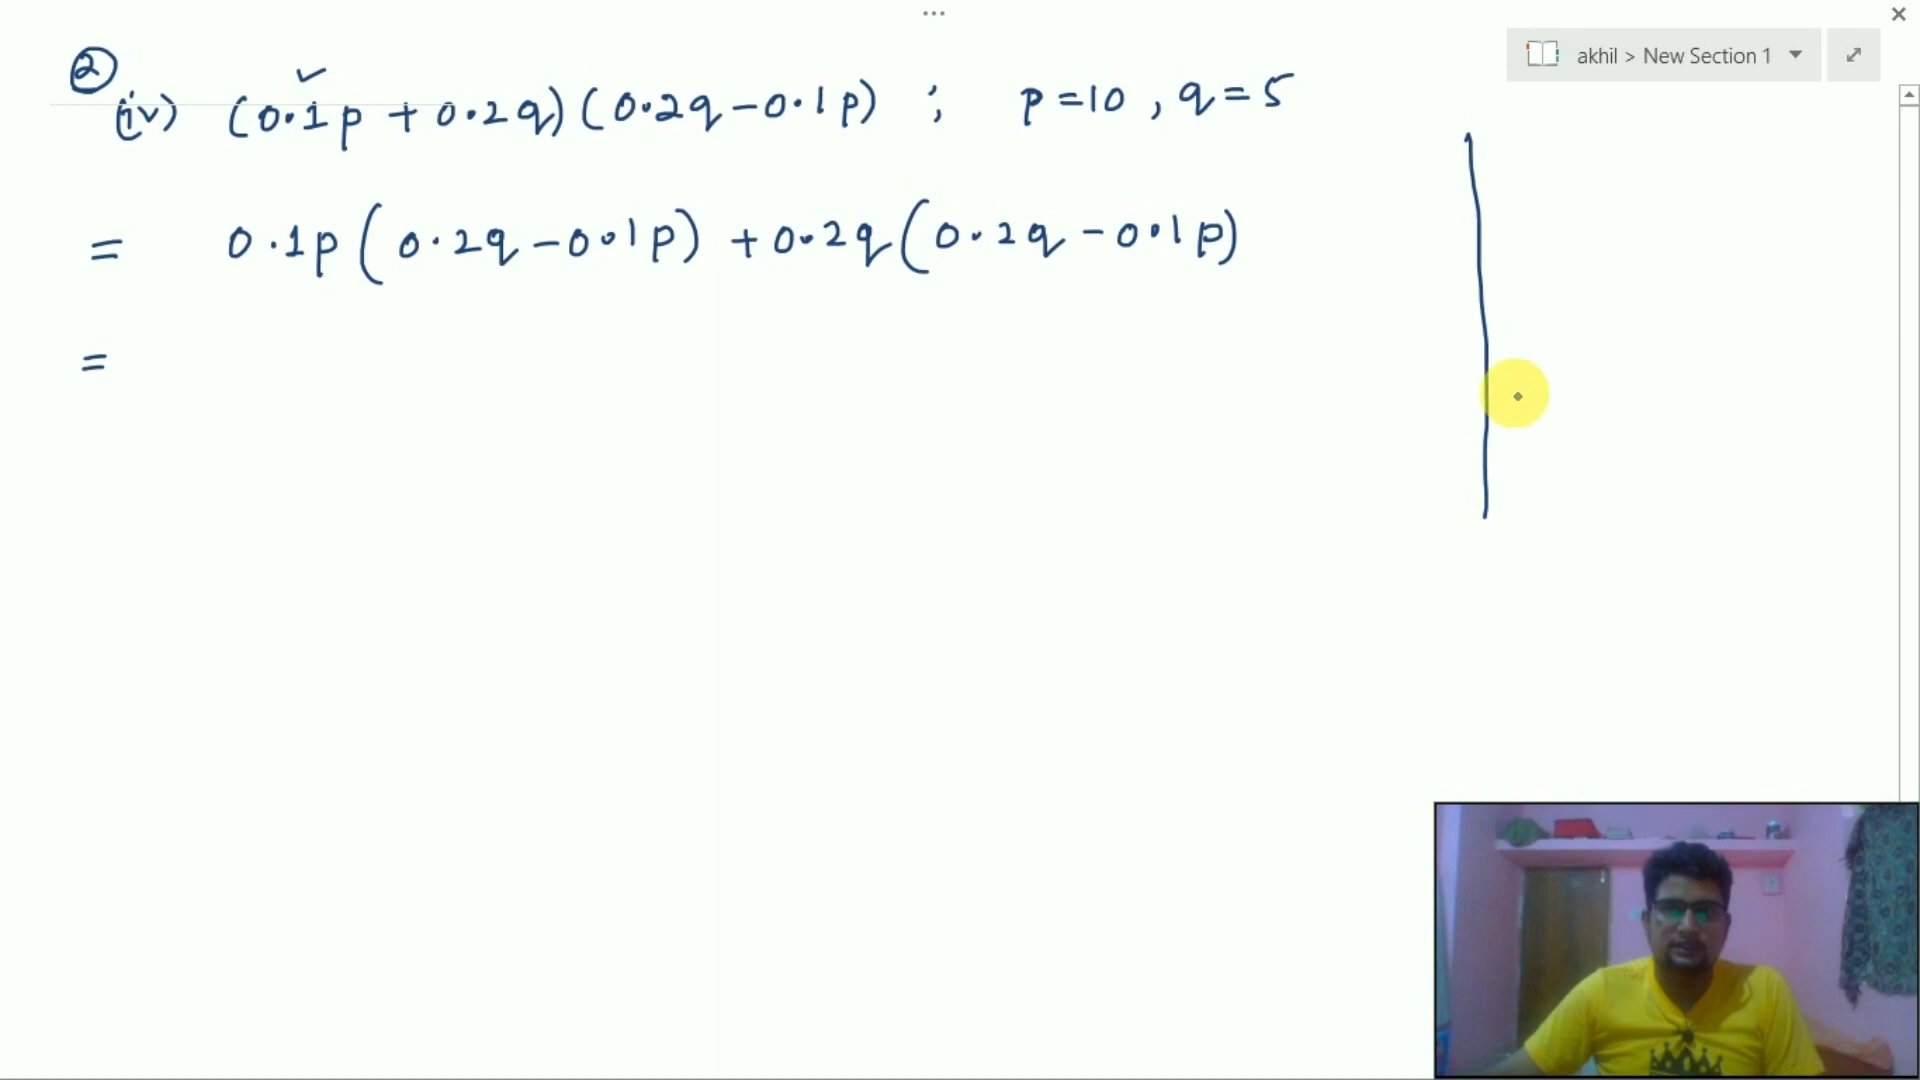 akhil > New Section 1
②
(iv) (0.1p + 0.2q)(0.2q - 0.1p) ; p = 10 , q = 5
= 0.1p(0.2q - 0.1p) + 0.2q(0.2q - 0.1p)
=